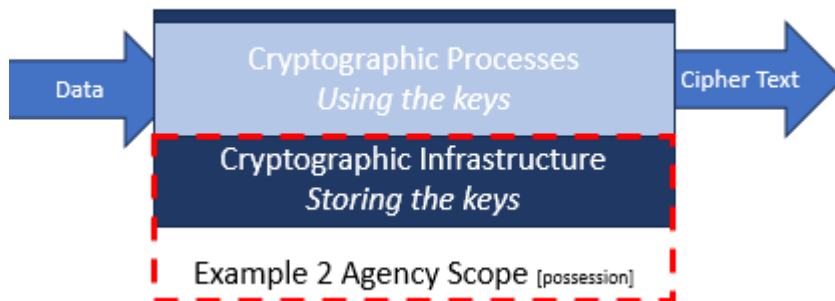 Data
Cryptographic Processes
Using the keys
Cipher Text
Cryptographic Infrastructure
Storing the keys
Example 2 Agency Scope [possession]